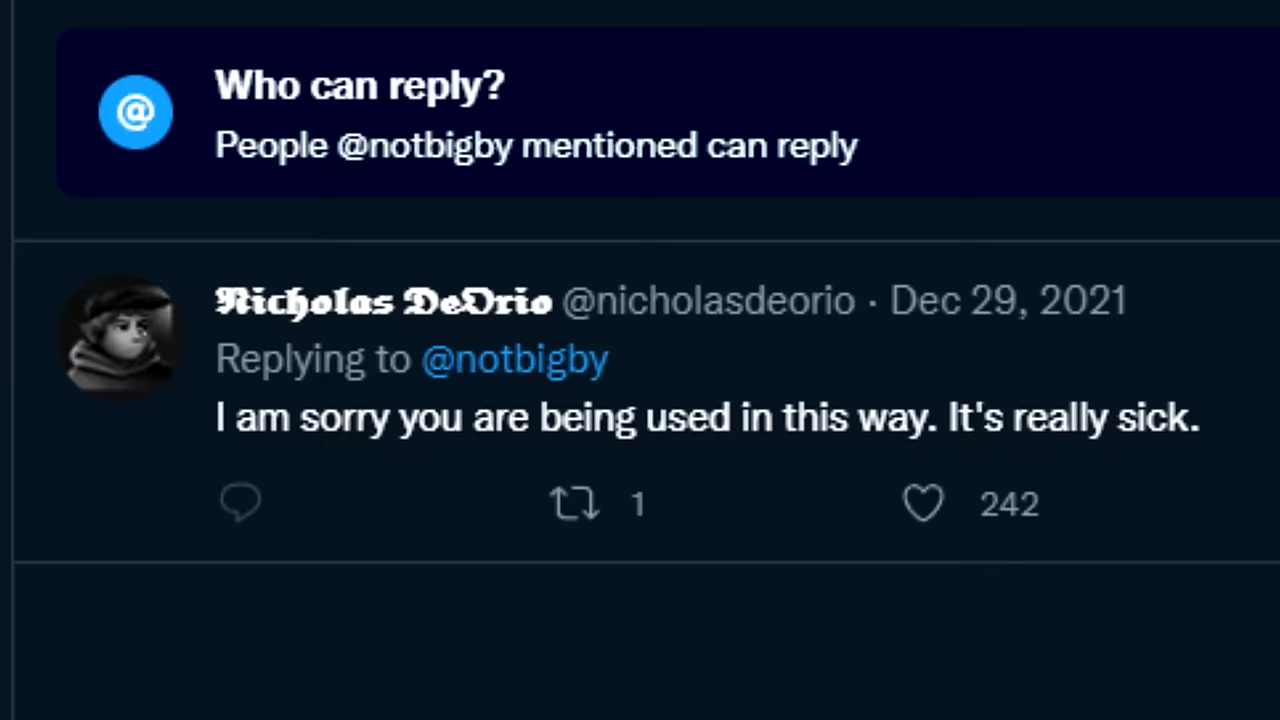 @
Who can reply?
People @notbigby mentioned can reply
𝕹𝖎𝖈𝖍𝖔𝖑𝖆𝖘 𝕯𝖊𝕺𝖗𝖎𝖔 @nicholasdeorio · Dec 29, 2021
Replying to @notbigby
I am sorry you are being used in this way. It's really sick.
1 242